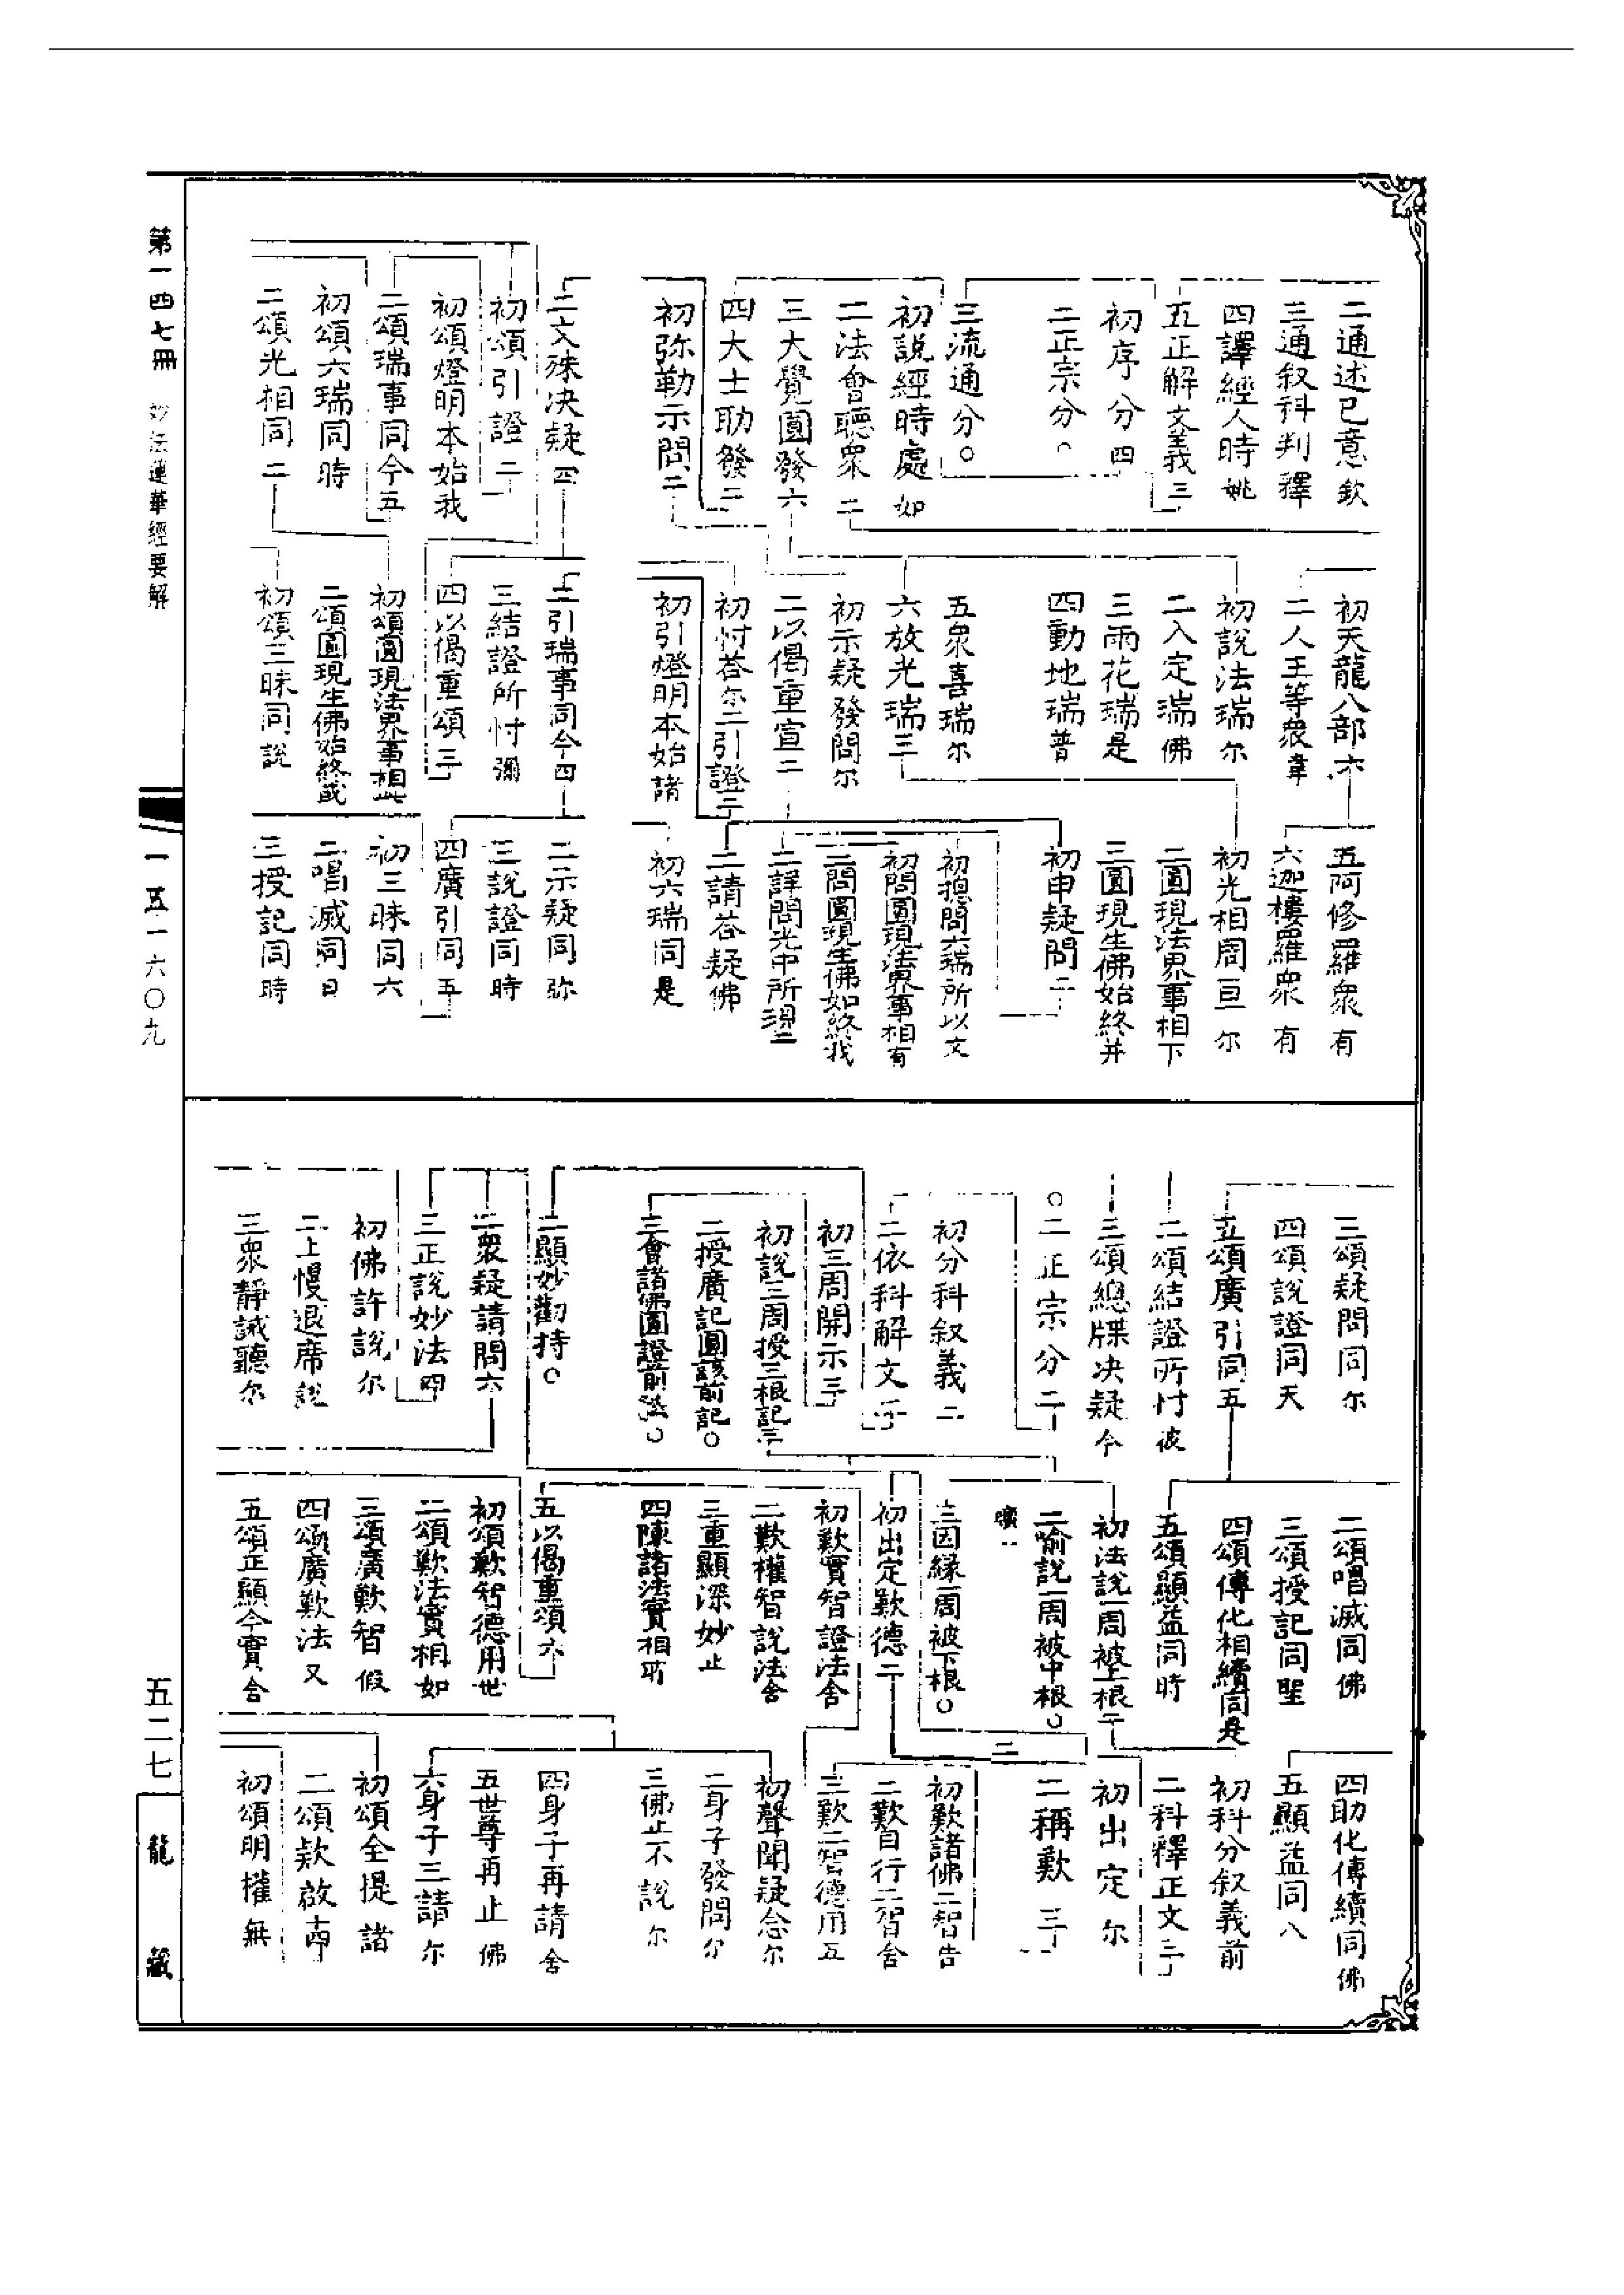 二通述已意欽
三通叙科判釋
四譯經人時姚
五正解文義三
初序分四
二正宗分○
三流通分○
初說經時處如
二法會聽眾二
三大覺圓發六
四大士助發二
初弥勒示問二
二文殊决疑四
初頌引證二
初頌燈明本始我
二頌瑞事同今五
初頌六瑞同時
二頌光相同二
初天龍八部六
二人王等衆韋
初說法瑞尔
二入定瑞佛
三雨花瑞是
四動地瑞普
五衆喜瑞尔
六放光瑞三
初示疑發問尔
二以偈重宣二
初忖荅尔二引證三
初引燈明本始諸
二引瑞事同今四
三結證所忖彌
四以偈重頌三
初頌圓現法界事相此
二頌圓現生佛始終或
初頌三昧同說
五阿修羅衆有
六迦樓羅衆有
初光相周亘尔
二圓現法界事相下
三圓現生佛始終并
初申疑問二
初揔問六瑞所以文
初問圓現法界事相有
二問圓現生佛始終我
二詳問光中所現二
二請荅疑佛
初六瑞同是
二示疑同弥
三說證同時
四廣引同五
初三昧同六
二唱滅同日
三授記同時
三頌疑問同尔
四頌說證同天
五頌廣引同五
二頌結證所忖彼
三頌總牒决疑今
○二正宗分二
初分科叙義二
二依科解文二
初三周開示三
初說三周授三根記三
二授廣記圓該前記○
三會諸佛圓證前法○
二顯妙勸持○
二衆疑請問六
三正說妙法四
初佛許說尔
二上慢退席說
三衆靜誡聽尔
二頌唱滅同佛
三頌授記同聖
四頌傳化相續同是
五頌顯益同時
初法說一周被上根二
二喻說一周被中根○
三因緣一周被下根○
初出定歎德二
初歎實智證法舍
二歎權智說法舍
三重顯深妙止
四陳諸法實相所
五以偈重頌六
初頌歎智德用世
二頌歎法實相如
三頌廣歎智假
四頌廣歎法又
五頌正顯今實舍
四助化傳續同佛
五顯益同八
初科分叙義前
二科釋正文三
初出定尔
二稱歎三
初歎諸佛二智告
二歎自行二智舍
三歎二智德用五
初聲聞疑念尔
二身子發問尔
三佛止不說尔
四身子再請舍
五世尊再止佛
六身子三請尔
初頌全提諸
二頌欵啟
初頌明權無
第一四七冊
妙法蓮華經要解
一五一六〇九
五二七
龍藏